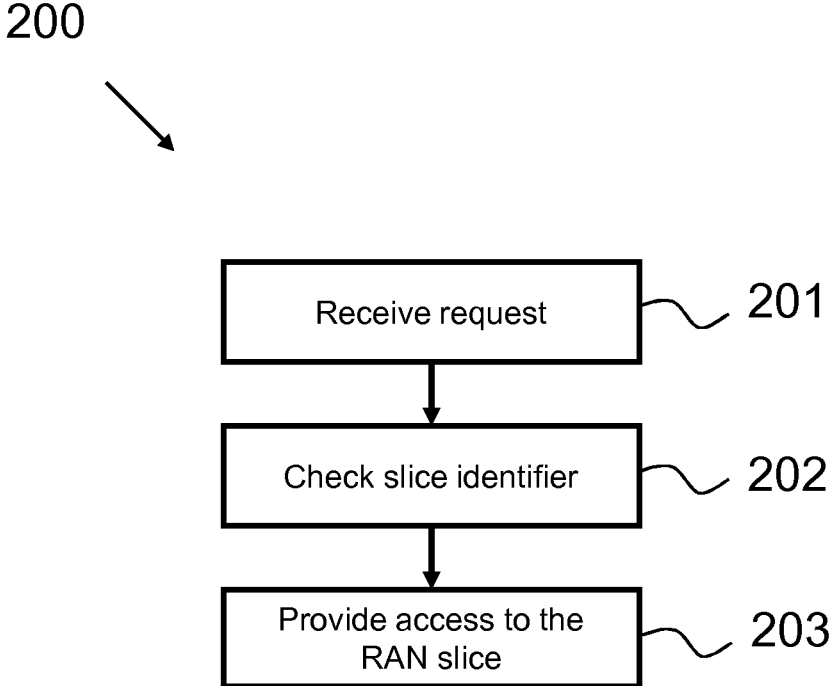 200
Receive request
201
Check slice identifier
202
Provide access to the
RAN slice
203